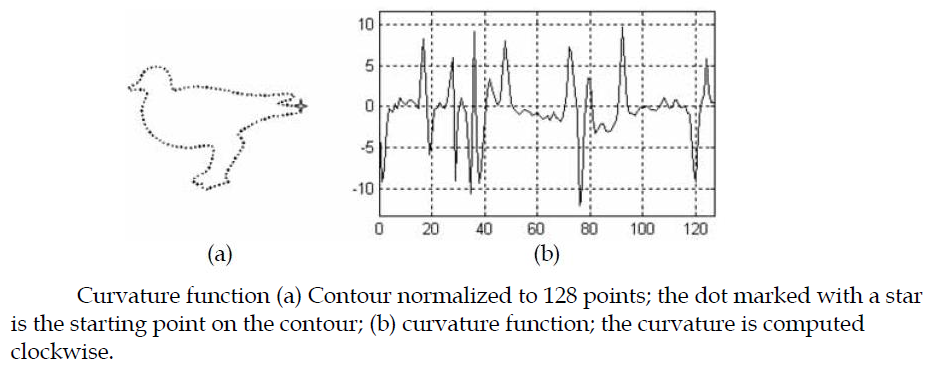 10
5
0
-5
-10
0 20 40 60 80 100 120
(a) (b)
Curvature function (a) Contour normalized to 128 points; the dot marked with a star
is the starting point on the contour; (b) curvature function; the curvature is computed
clockwise.